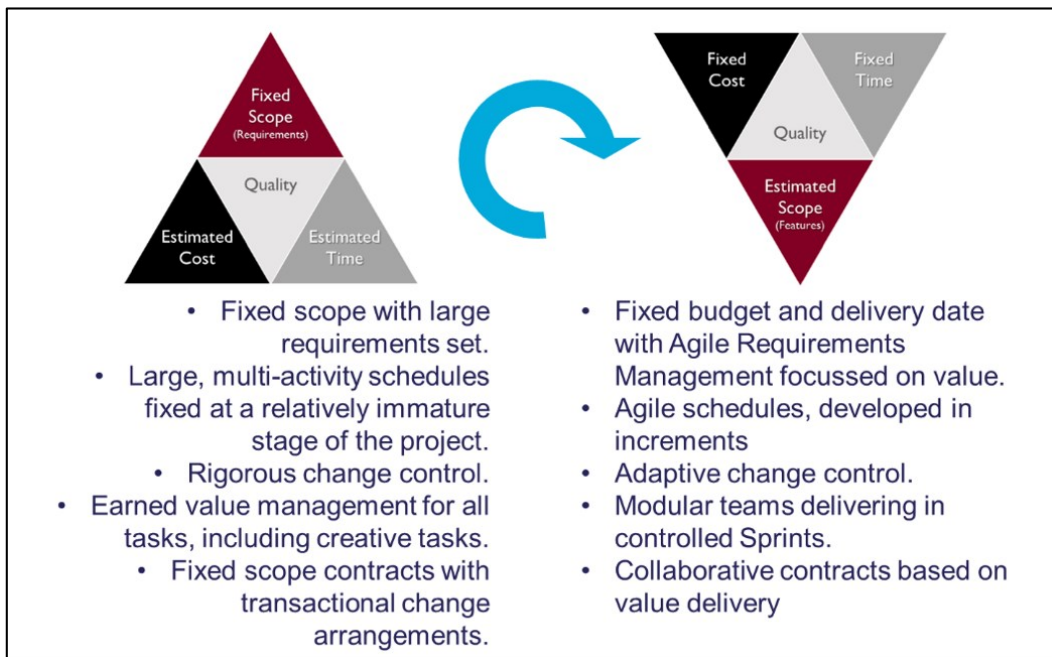 Fixed
Scope
(Requirements)
Quality
Estimated
Cost
Estimated
Time
Fixed
Cost
Fixed
Time
Quality
Estimated
Scope
(Features)
• Fixed scope with large
requirements set.
• Large, multi-activity schedules
fixed at a relatively immature
stage of the project.
• Rigorous change control.
• Earned value management for all
tasks, including creative tasks.
• Fixed scope contracts with
transactional change
arrangements.
• Fixed budget and delivery date
with Agile Requirements
Management focussed on value.
• Agile schedules, developed in
increments
• Adaptive change control.
• Modular teams delivering in
controlled Sprints.
• Collaborative contracts based on
value delivery